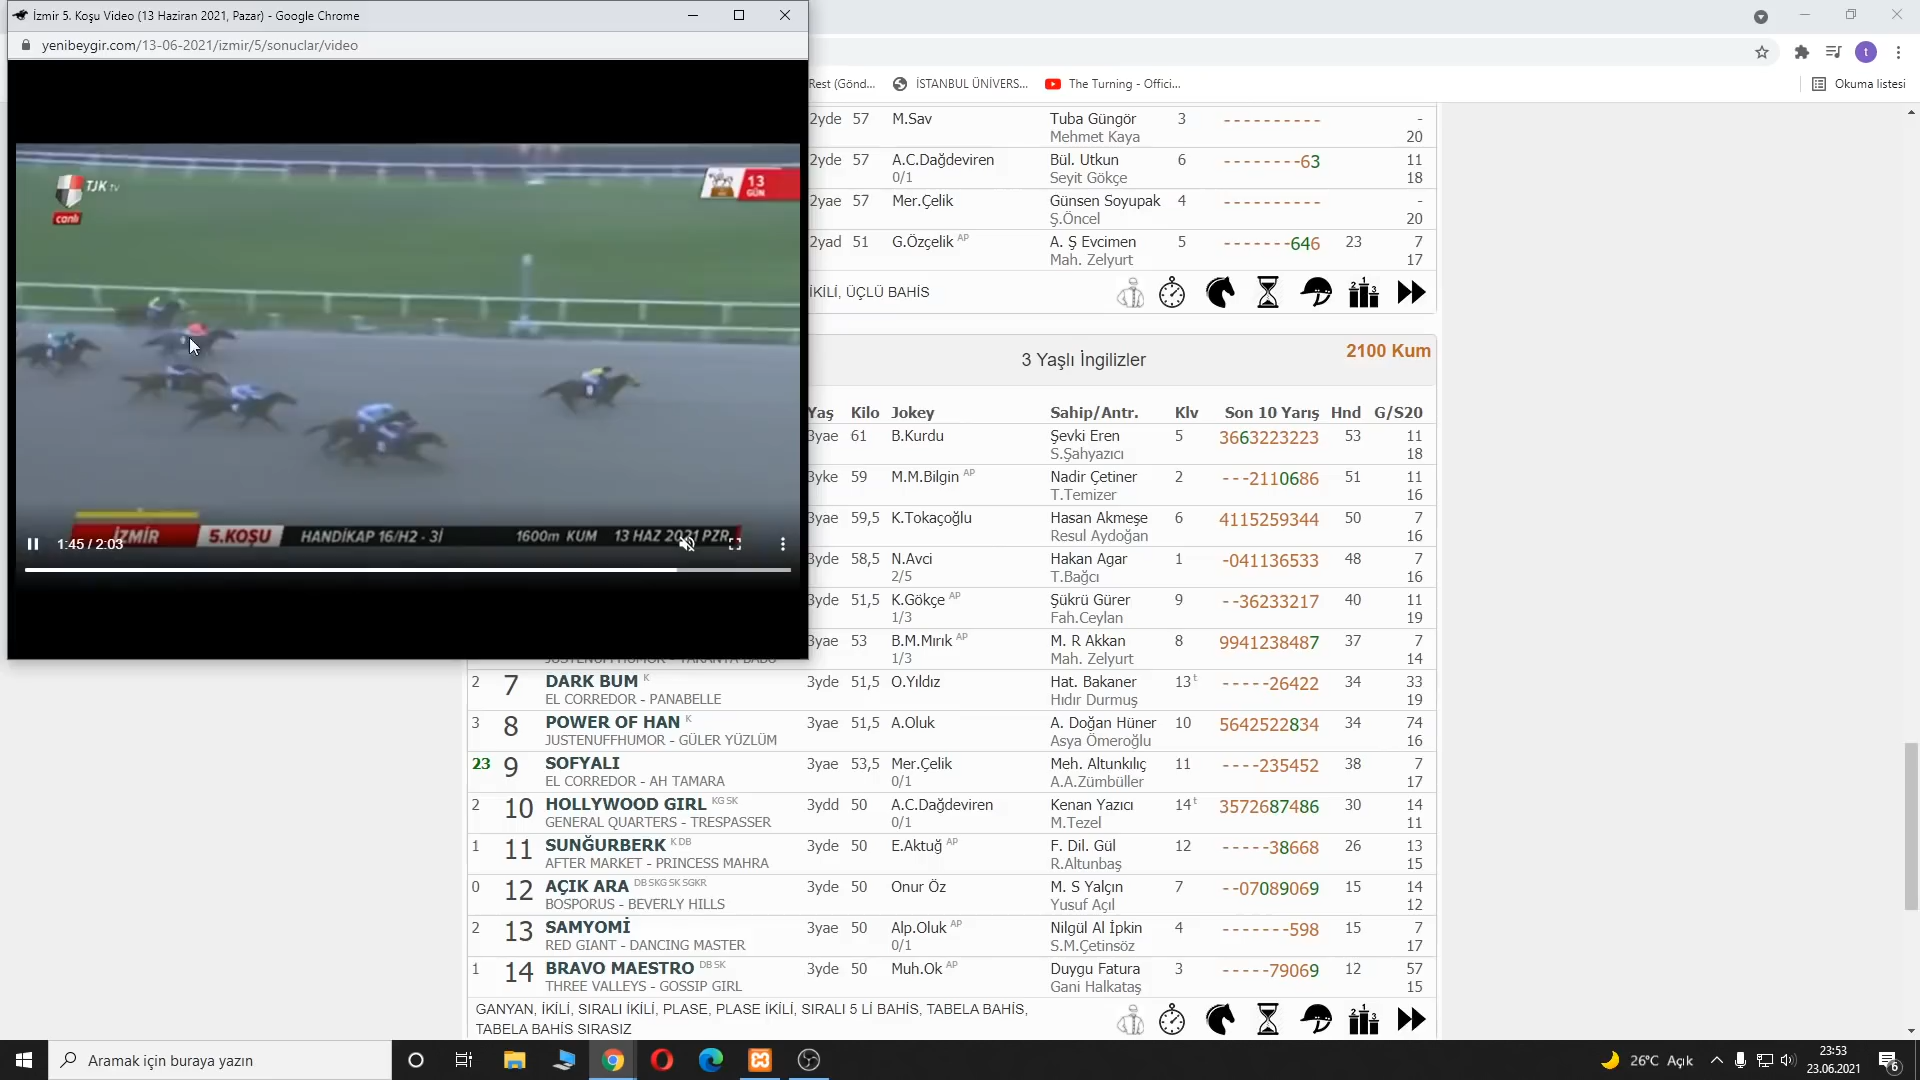 İzmir 5. Koşu Video (13 Haziran 2021, Pazar) - Google Chrome
yenibeygir.com/13-06-2021/izmir/5/sonuclar/video
Rest (Gönd... İSTANBUL ÜNİVERS... The Turning - Offici... Okuma listesi
TJK tv
canlı
13
GÜN
İZMİR 5.KOŞU HANDİKAP 16/H2 - 3İ 1600m KUM 13 HAZ 2021 PZR
1:45 / 2:03
2yde 57 M.Sav Tuba Güngör 3 - - - - - - - - - - -
Mehmet Kaya 20
2yde 57 A.C.Dağdeviren Bül. Utkun 6 - - - - - - - -63 11
0/1 Seyit Gökçe 18
2yae 57 Mer.Çelik Günsen Soyupak 4 - - - - - - - - - - -
Ş.Öncel 20
2yad 51 G.Özçelik AP A. Ş Evcimen 5 - - - - - - -646 23 7
Mah. Zelyurt 17
İKİLİ, ÜÇLÜ BAHİS
3 Yaşlı İngilizler 2100 Kum
Yaş Kilo Jokey Sahip/Antr. Klv Son 10 Yarış Hnd G/S20
3yae 61 B.Kurdu Şevki Eren 5 3663223223 53 11
S.Şahyazıcı 18
3yke 59 M.M.Bilgin AP Nadir Çetiner 2 - - -2110686 51 11
T.Temizer 16
3yae 59,5 K.Tokaçoğlu Hasan Akmeşe 6 4115259344 50 7
Resul Aydoğan 16
3yde 58,5 N.Avci Hakan Agar 1 -041136533 48 7
2/5 T.Bağcı 16
3yde 51,5 K.Gökçe AP Şükrü Gürer 9 - -36233217 40 11
1/3 Fah.Ceylan 19
3yae 53 B.M.Mırık AP M. R Akkan 8 9941238487 37 7
JUSTENUFFHUMOR - 1/3 Mah. Zelyurt 14
2 7 DARK BUM K 3yde 51,5 O.Yıldız Hat. Bakaner 13t - - - - -26422 34 33
EL CORREDOR - PANABELLE Hıdır Durmuş 19
3 8 POWER OF HAN K 3yae 51,5 A.Oluk A. Doğan Hüner 10 5642522834 34 74
JUSTENUFFHUMOR - GÜLER YÜZLÜM Asya Ömeroğlu 16
23 9 SOFYALI 3yae 53,5 Mer.Çelik Meh. Altunkılıç 11 - - - -235452 38 7
EL CORREDOR - AH TAMARA 0/1 A.A.Zümbüller 17
2 10 HOLLYWOOD GIRL KG SK 3ydd 50 A.C.Dağdeviren Kenan Yazıcı 14t 3572687486 30 14
GENERAL QUARTERS - TRESPASSER 0/1 M.Tezel 11
1 11 SUNĞURBERK K DB 3yde 50 E.Aktuğ AP F. Dil. Gül 12 - - - - -38668 26 13
AFTER MARKET - PRINCESS MAHRA R.Altunbaş 15
0 12 AÇIK ARA DB SKG SK SGKR 3yde 50 Onur Öz M. S Yalçın 7 - -07089069 15 14
BOSPORUS - BEVERLY HILLS Yusuf Açıl 12
2 13 SAMYOMİ 3yae 50 Alp.Oluk AP Nilgül Al İpkin 4 - - - - - - -598 15 7
RED GIANT - DANCING MASTER 0/1 S.M.Çetinsöz 17
1 14 BRAVO MAESTRO DB SK 3yde 50 Muh.Ok AP Duygu Fatura 3 - - - - -79069 12 57
THREE VALLEYS - GOSSIP GIRL Gani Halkataş 15
GANYAN, İKİLİ, SIRALI İKİLİ, PLASE, PLASE İKİLİ, SIRALI 5 Lİ BAHİS, TABELA BAHİS,
TABELA BAHİS SIRASIZ
Aramak için buraya yazın
26°C Açık
23:53
23.06.2021
6